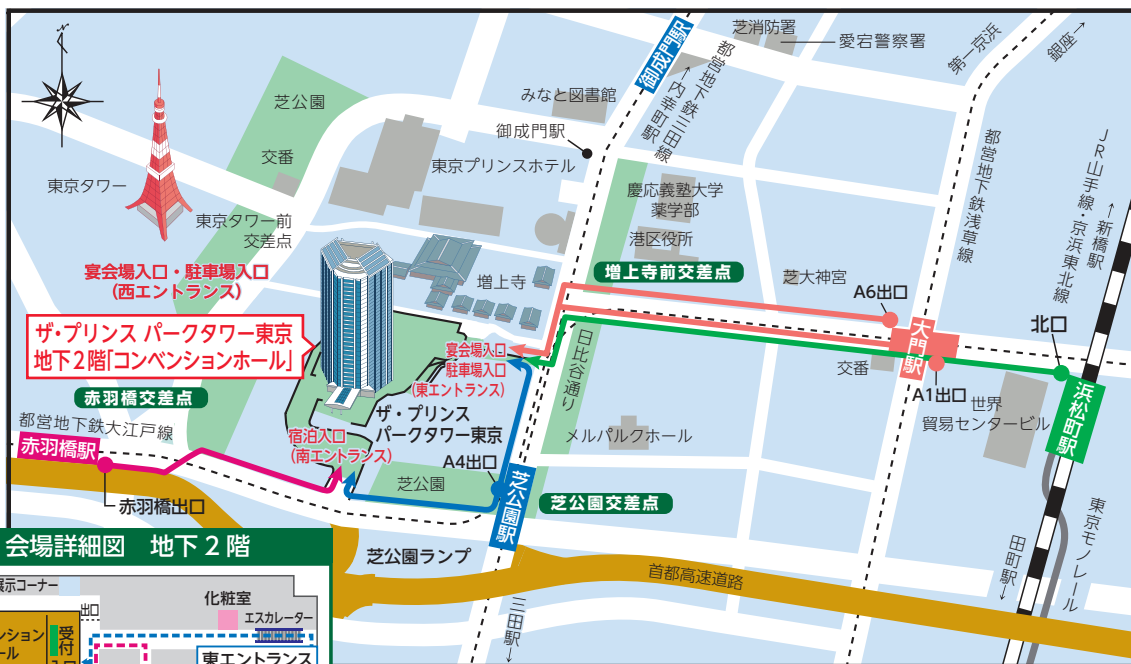 N
芝消防署
愛宕警察署
第一京浜
銀座→
御成門駅
都営地下鉄三田線
←内幸町駅
芝公園
みなと図書館
御成門駅
交番
東京プリンスホテル
東京タワー
慶応義塾大学
薬学部
都営地下鉄浅草線
JR山手線・京浜東北線
←新橋駅
東京タワー前
交差点
港区役所
宴会場入口・駐車場入口
(西エントランス)
増上寺
増上寺前交差点
芝大神宮
A6出口
ザ・プリンス パークタワー東京
地下2階「コンベンションホール」
大門駅
北口
宴会場入口
駐車場入口
(東エントランス)
日比谷通り
交番
A1出口
赤羽橋交差点
世界
貿易センタービル
浜松町駅
都営地下鉄大江戸線
ザ・プリンス
パークタワー東京
赤羽橋駅
宿泊入口
(南エントランス)
メルパルクホール
A4出口
芝公園
赤羽橋出口
芝公園駅
芝公園交差点
東京モノレール
田町駅→
会場詳細図 地下2階
芝公園ランプ
首都高速道路
三田駅→
展示コーナー
出口
化粧室
エスカレーター
ンション
ール
受付
入口
東エントランス